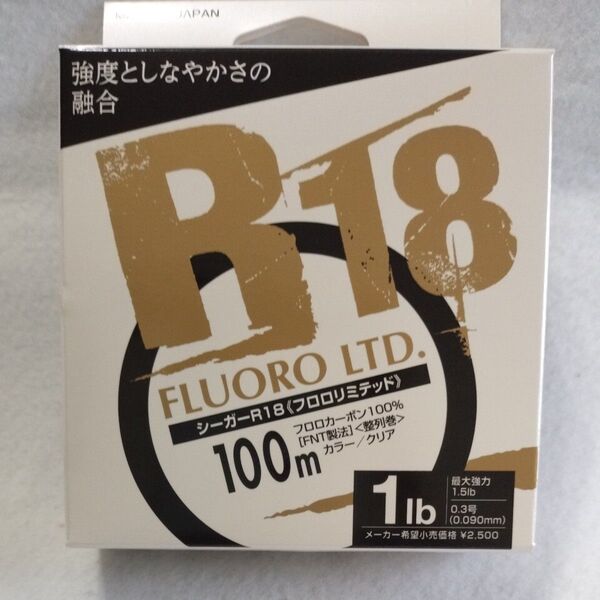 JAPAN
強度としなやかさの
融合
R18
FLUORO LTD.
シーガーR18《フロロリミテッド》
100m
フロロカーボン100%
[FNT製法]<整列巻>
カラー／クリア
1lb
最大強力
1.5lb
0.3号
(0.090mm)
メーカー希望小売価格 ¥2,500